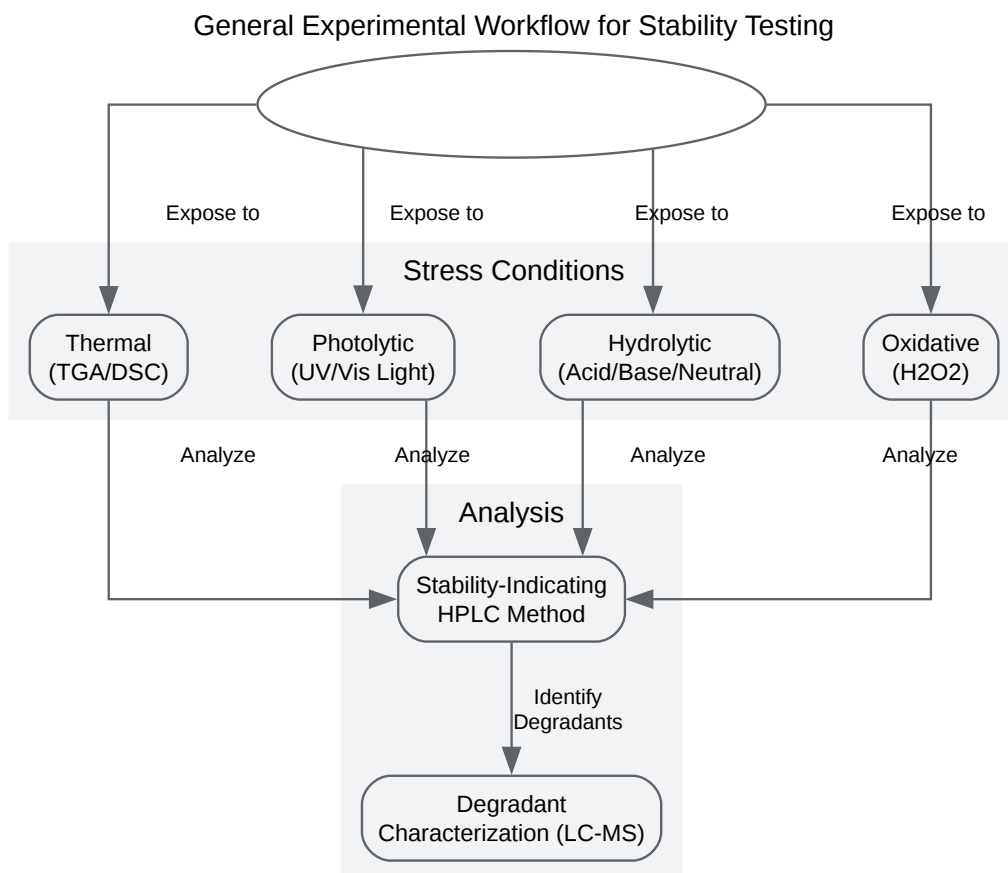 General Experimental Workflow for Stability Testing
Expose to
Expose to
Expose to
Expose to
Stress Conditions
Thermal
(TGA/DSC)
Photolytic
(UV/Vis Light)
Hydrolytic
(Acid/Base/Neutral)
Oxidative
(H2O2)
Analyze
Analyze
Analyze
Analyze
Analysis
Stability-Indicating
HPLC Method
Identify
Degradants
Degradant
Characterization (LC-MS)